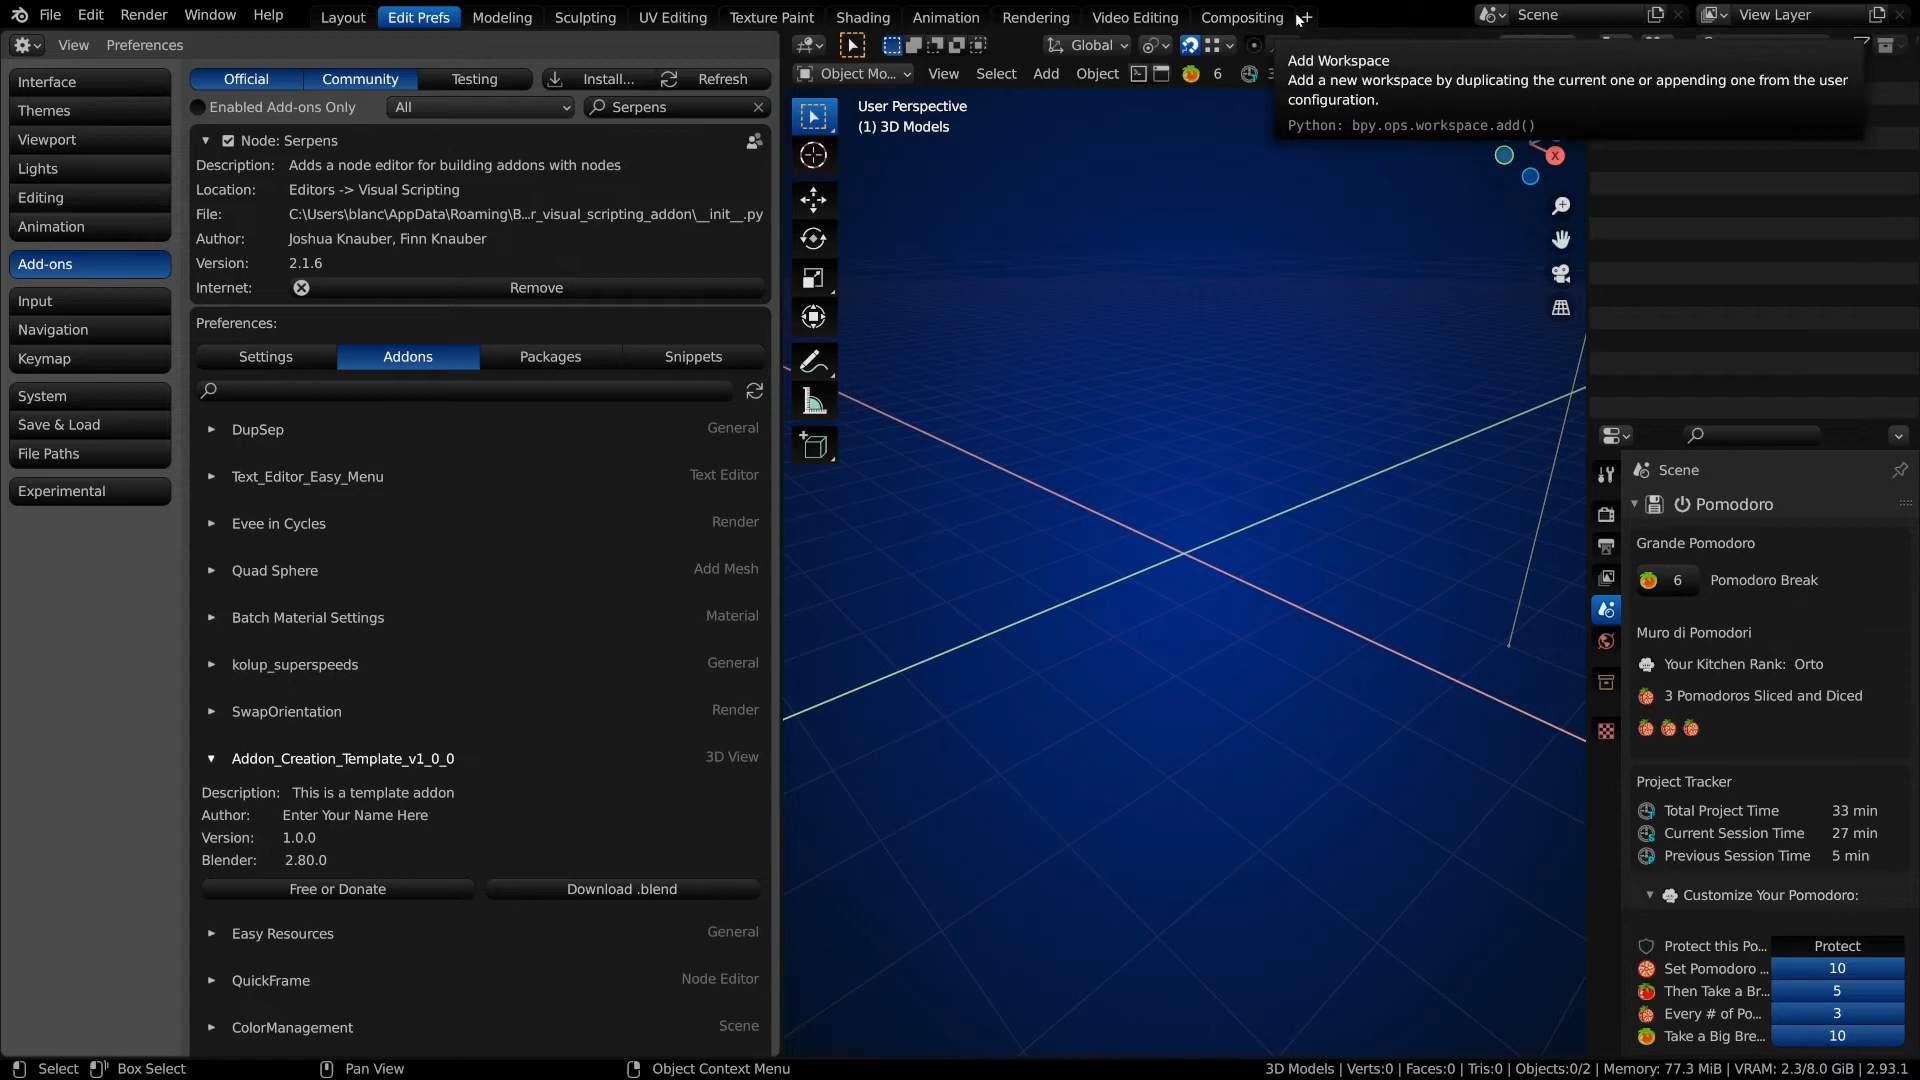 File Edit Render Window Help
Layout Edit Prefs Modeling Sculpting UV Editing Texture Paint Shading Animation Rendering Video Editing Compositing +
Scene
View Layer
View Preferences
Interface
Themes
Viewport
Lights
Editing
Animation
Add-ons
Input
Navigation
Keymap
System
Save & Load
File Paths
Experimental
Official Community Testing Install... Refresh
Enabled Add-ons Only All Serpens
Node: Serpens
Description: Adds a node editor for building addons with nodes
Location: Editors -> Visual Scripting
File: C:\Users\blanc\AppData\Roaming\B...r_visual_scripting_addon\__init__.py
Author: Joshua Knauber, Finn Knauber
Version: 2.1.6
Internet: Remove
Preferences:
Settings Addons Packages Snippets
DupSep General
Text_Editor_Easy_Menu Text Editor
Evee in Cycles Render
Quad Sphere Add Mesh
Batch Material Settings Material
kolup_superspeeds General
SwapOrientation Render
Addon_Creation_Template_v1_0_0 3D View
Description: This is a template addon
Author: Enter Your Name Here
Version: 1.0.0
Blender: 2.80.0
Free or Donate Download .blend
Easy Resources General
QuickFrame Node Editor
ColorManagement Scene
Global
Object Mo... View Select Add Object 6
User Perspective
(1) 3D Models
Add Workspace
Add a new workspace by duplicating the current one or appending one from the user
configuration.
Python: bpy.ops.workspace.add()
X
Scene
Pomodoro
Grande Pomodoro
6 Pomodoro Break
Muro di Pomodori
Your Kitchen Rank: Orto
3 Pomodoros Sliced and Diced
Project Tracker
Total Project Time 33 min
Current Session Time 27 min
Previous Session Time 5 min
Customize Your Pomodoro:
Protect this Po... Protect
Set Pomodoro ... 10
Then Take a Br... 5
Every # of Po... 3
Take a Big Bre... 10
Select Box Select Pan View Object Context Menu
3D Models | Verts:0 | Faces:0 | Tris:0 | Objects:0/2 | Memory: 77.3 MiB | VRAM: 2.3/8.0 GiB | 2.93.1